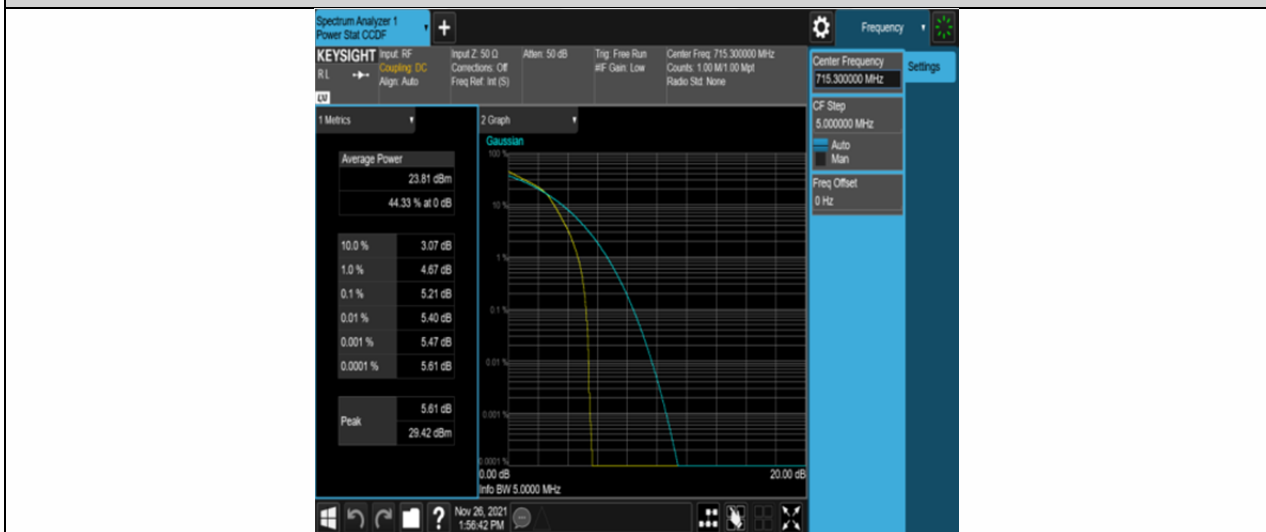 Spectrum Analyzer 1
Power Stat CCDF
Frequency
KEYSIGHT
Input: RF
Coupling: DC
Align: Auto
Input Z: 50 Ω
Corrections: Off
Freq Ref: Int (S)
Atten: 50 dB
Trig: Free Run
#IF Gain: Low
Center Freq: 715.300000 MHz
Counts: 1.00 M/1.00 Mpt
Radio Std: None
R L
Center Frequency
715.300000 MHz
Settings
CF Step
5.000000 MHz
Auto
Man
Freq Offset
0 Hz
1 Metrics
Average Power
23.81 dBm
44.33 % at 0 dB
10.0 % 3.07 dB
1.0 % 4.67 dB
0.1 % 5.21 dB
0.01 % 5.40 dB
0.001 % 5.47 dB
0.0001 % 5.61 dB
Peak
5.61 dB
29.42 dBm
2 Graph
Gaussian
100 %
10 %
1 %
0.1 %
0.01 %
0.001 %
0.0001 %
0.00 dB 20.00 dB
Info BW 5.0000 MHz
?
Nov 26, 2021
1:56:42 PM